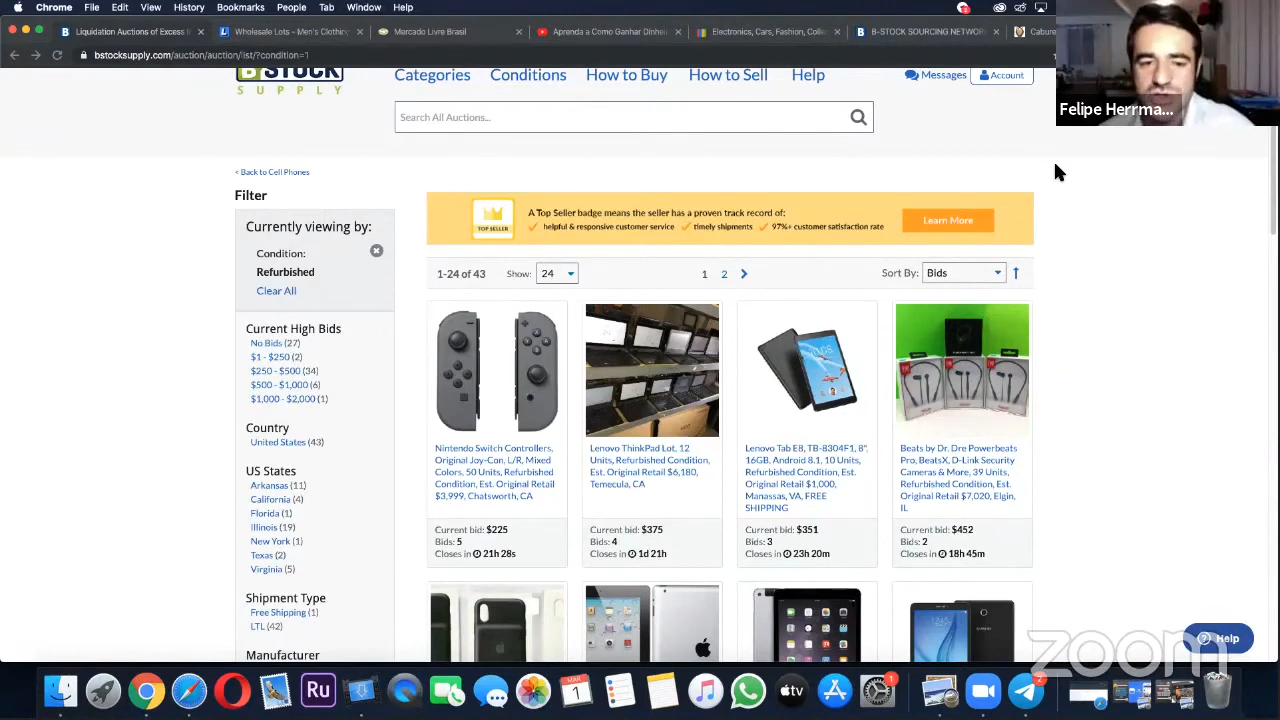 Chrome File Edit View History Bookmarks People Tab Window Help
Liquidation Auctions of Excess I
Wholesale Lots - Men's Clothing
Mercado Livre Brasil
Aprenda a Como Ganhar Dinhei
Electronics, Cars, Fashion, Colle
B-STOCK SOURCING NETWOR
Cabure
bstocksupply.com/auction/auction/list/?condition=1
B-STOCK
SUPPLY
Categories Conditions How to Buy How to Sell Help
Messages Account
Felipe Herrma...
Search All Auctions...
< Back to Cell Phones
Filter
Currently viewing by:
Condition:
Refurbished
Clear All
Current High Bids
No Bids (27)
$1 - $250 (2)
$250 - $500 (34)
$500 - $1,000 (6)
$1,000 - $2,000 (1)
Country
United States (43)
US States
Arkansas (11)
California (4)
Florida (1)
Illinois (19)
New York (1)
Texas (2)
Virginia (5)
Shipment Type
Free Shipping (1)
LTL (42)
Manufacturer
TOP SELLER
A Top Seller badge means the seller has a proven track record of:
helpful & responsive customer service timely shipments 97%+ customer satisfaction rate
Learn More
1-24 of 43 Show: 24 1 2 Sort By: Bids
Nintendo Switch Controllers,
Original Joy-Con, L/R, Mixed
Colors, 50 Units, Refurbished
Condition, Est. Original Retail
$3,999, Chatsworth, CA
Current bid: $225
Bids: 5
Closes in 21h 28s
Lenovo ThinkPad Lot, 12
Units, Refurbished Condition,
Est. Original Retail $6,180,
Temecula, CA
Current bid: $375
Bids: 4
Closes in 1d 21h
Lenovo Tab E8, TB-8304F1, 8",
16GB, Android 8.1, 10 Units,
Refurbished Condition, Est.
Original Retail $1,000,
Manassas, VA, FREE
SHIPPING
Current bid: $351
Bids: 3
Closes in 23h 20m
Beats by Dr. Dre Powerbeats
Pro, BeatsX, D-Link Security
Cameras & More, 39 Units,
Refurbished Condition, Est.
Original Retail $7,020, Elgin,
IL
Current bid: $452
Bids: 2
Closes in 18h 45m
Help
zoom
Ru
MAR
1
tv
1
2